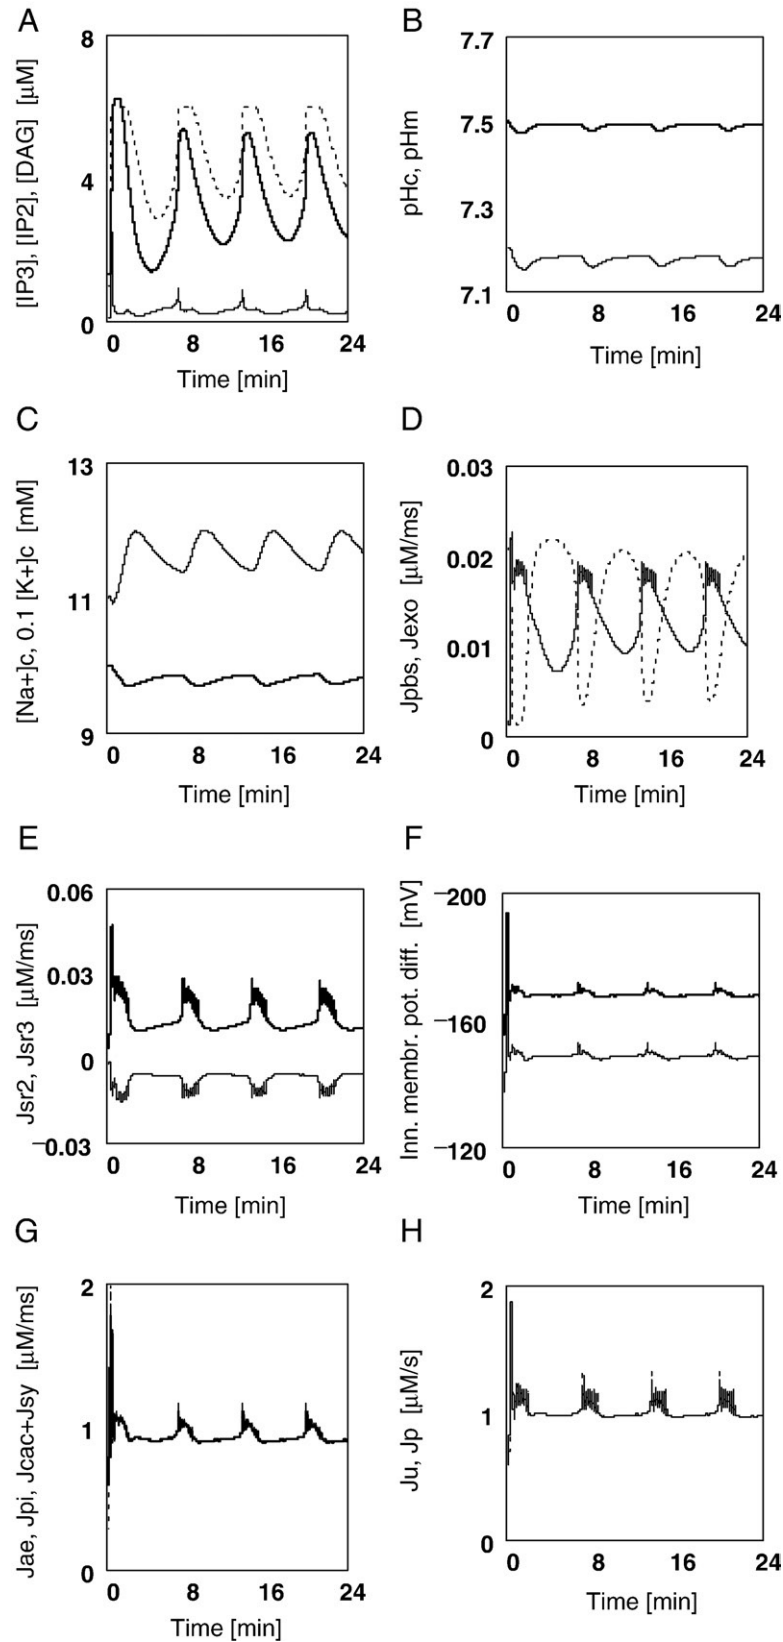 A
[IP3], [IP2], [DAG] [μM]
8
4
0
0 8 16 24
Time [min]
B
pHc, pHm
7.7
7.5
7.3
7.1
0 8 16 24
Time [min]
C
[Na+]c, 0.1 [K+]c [mM]
13
11
9
0 8 16 24
Time [min]
D
Jpbs, Jexo [μM/ms]
0.03
0.02
0.01
0
0 8 16 24
Time [min]
E
Jsr2, Jsr3 [μM/ms]
0.06
0.03
0
−0.03
0 8 16 24
Time [min]
F
Inn. membr. pot. diff. [mV]
−200
−160
−120
0 8 16 24
Time [min]
G
Jae, Jpi, Jcac+Jsy [μM/ms]
2
1
0
0 8 16 24
Time [min]
H
Ju, Jp [μM/s]
2
1
0
0 8 16 24
Time [min]